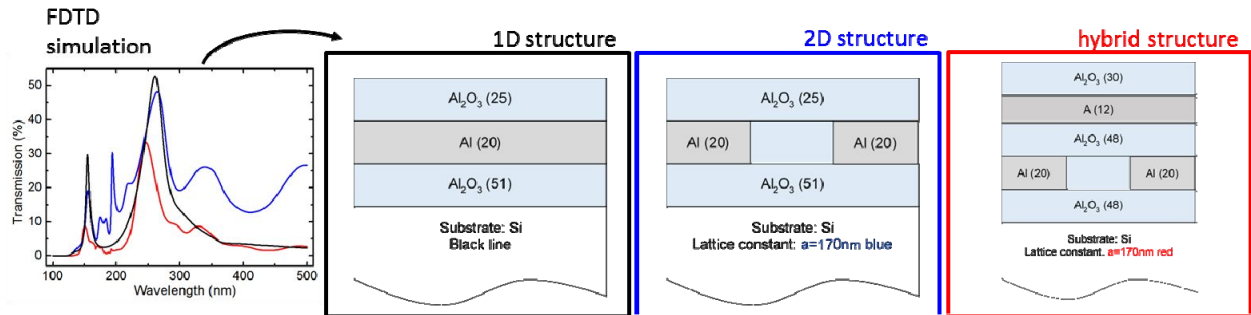 FDTD
simulation
1D structure
2D structure
hybrid structure
Transmission (%)
50
40
30
20
10
0
100 200 300 400 500
Wavelength (nm)
Al₂O₃ (25)
Al (20)
Al₂O₃ (51)
Substrate: Si
Black line
Al₂O₃ (25)
Al (20) Al (20)
Al₂O₃ (51)
Substrate: Si
Lattice constant: a=170nm blue
Al₂O₃ (30)
A (12)
Al₂O₃ (48)
Al (20) Al (20)
Al₂O₃ (48)
Substrate: Si
Lattice constant. a=170nm red